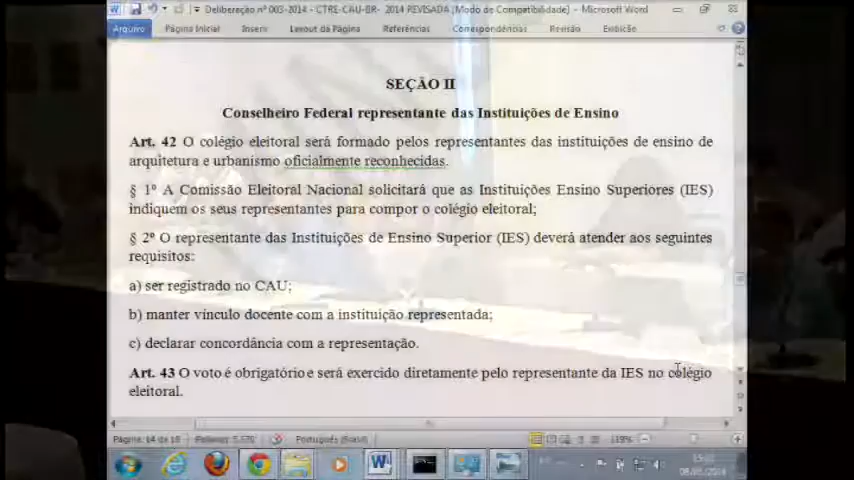 Deliberação nº 003-2014 - CTRE-CAU-BR- 2014 REVISADA [Modo de Compatibilidade] - Microsoft Word
Arquivo Página Inicial Inserir Layout da Página Referências Correspondências Revisão Exibição
SEÇÃO II
Conselheiro Federal representante das Instituições de Ensino
Art. 42 O colégio eleitoral será formado pelos representantes das instituições de ensino de
arquitetura e urbanismo oficialmente reconhecidas.
§ 1º A Comissão Eleitoral Nacional solicitará que as Instituições Ensino Superiores (IES)
indiquem os seus representantes para compor o colégio eleitoral;
§ 2º O representante das Instituições de Ensino Superior (IES) deverá atender aos seguintes
requisitos:
a) ser registrado no CAU;
b) manter vínculo docente com a instituição representada;
c) declarar concordância com a representação.
Art. 43 O voto é obrigatório e será exercido diretamente pelo representante da IES no colégio
eleitoral.
Página: 14 de 18 Palavras: Português (Brasil) 119%